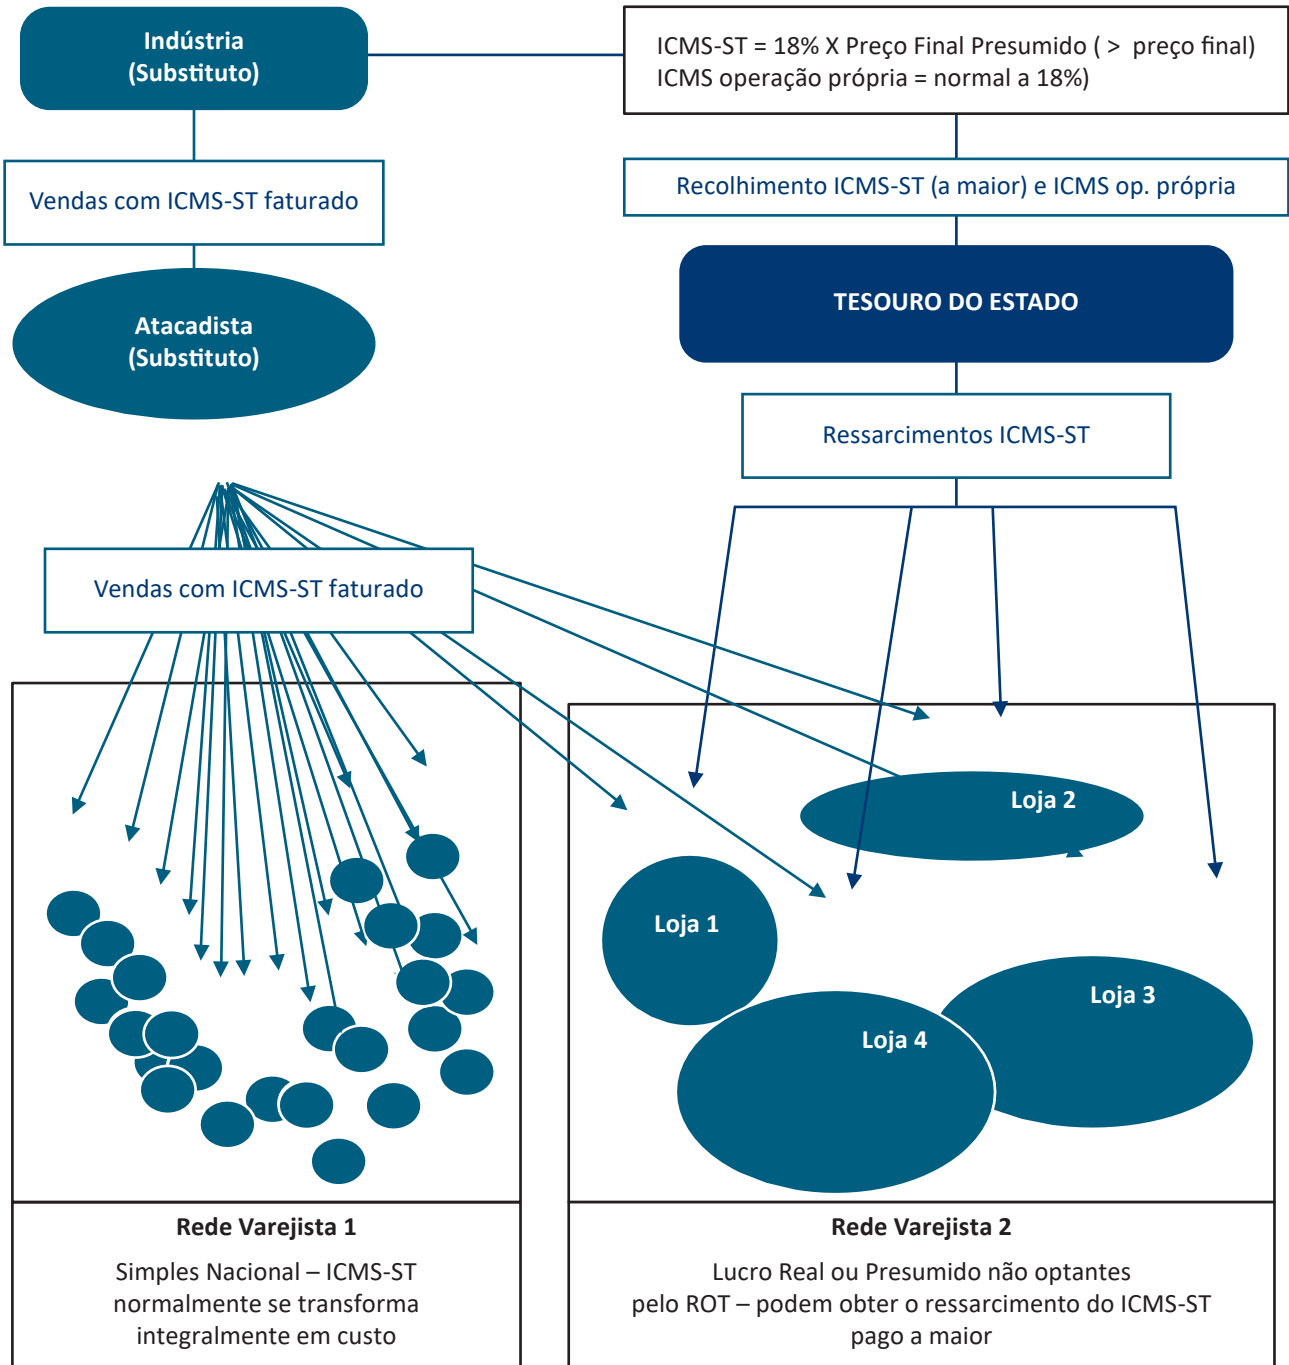 Indústria
(Substituto)
ICMS-ST = 18% X Preço Final Presumido ( > preço final)
ICMS operação própria = normal a 18%)
Vendas com ICMS-ST faturado
Recolhimento ICMS-ST (a maior) e ICMS op. própria
Atacadista
(Substituto)
TESOURO DO ESTADO
Ressarcimentos ICMS-ST
Vendas com ICMS-ST faturado
Loja 2
Loja 1
Loja 3
Loja 4
Rede Varejista 1
Simples Nacional – ICMS-ST
normalmente se transforma
integralmente em custo
Rede Varejista 2
Lucro Real ou Presumido não optantes
pelo ROT – podem obter o ressarcimento do ICMS-ST
pago a maior